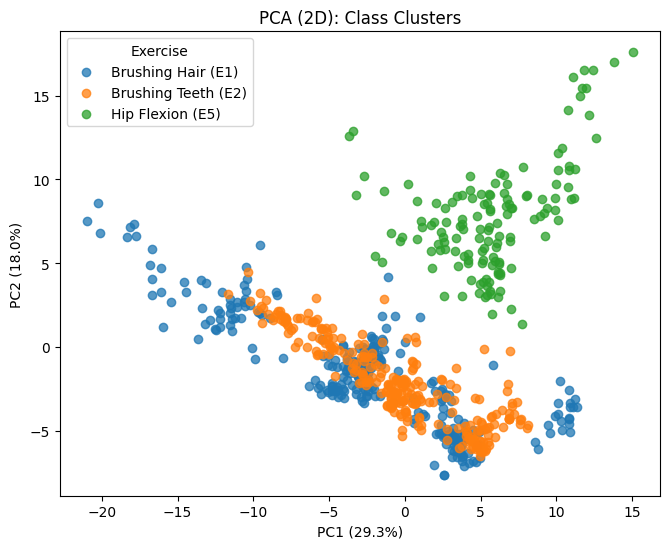 PCA (2D): Class Clusters
Exercise
Brushing Hair (E1)
Brushing Teeth (E2)
Hip Flexion (E5)
PC2 (18.0%)
15
10
5
0
−5
−20
−15
−10
−5
0
5
10
15
PC1 (29.3%)